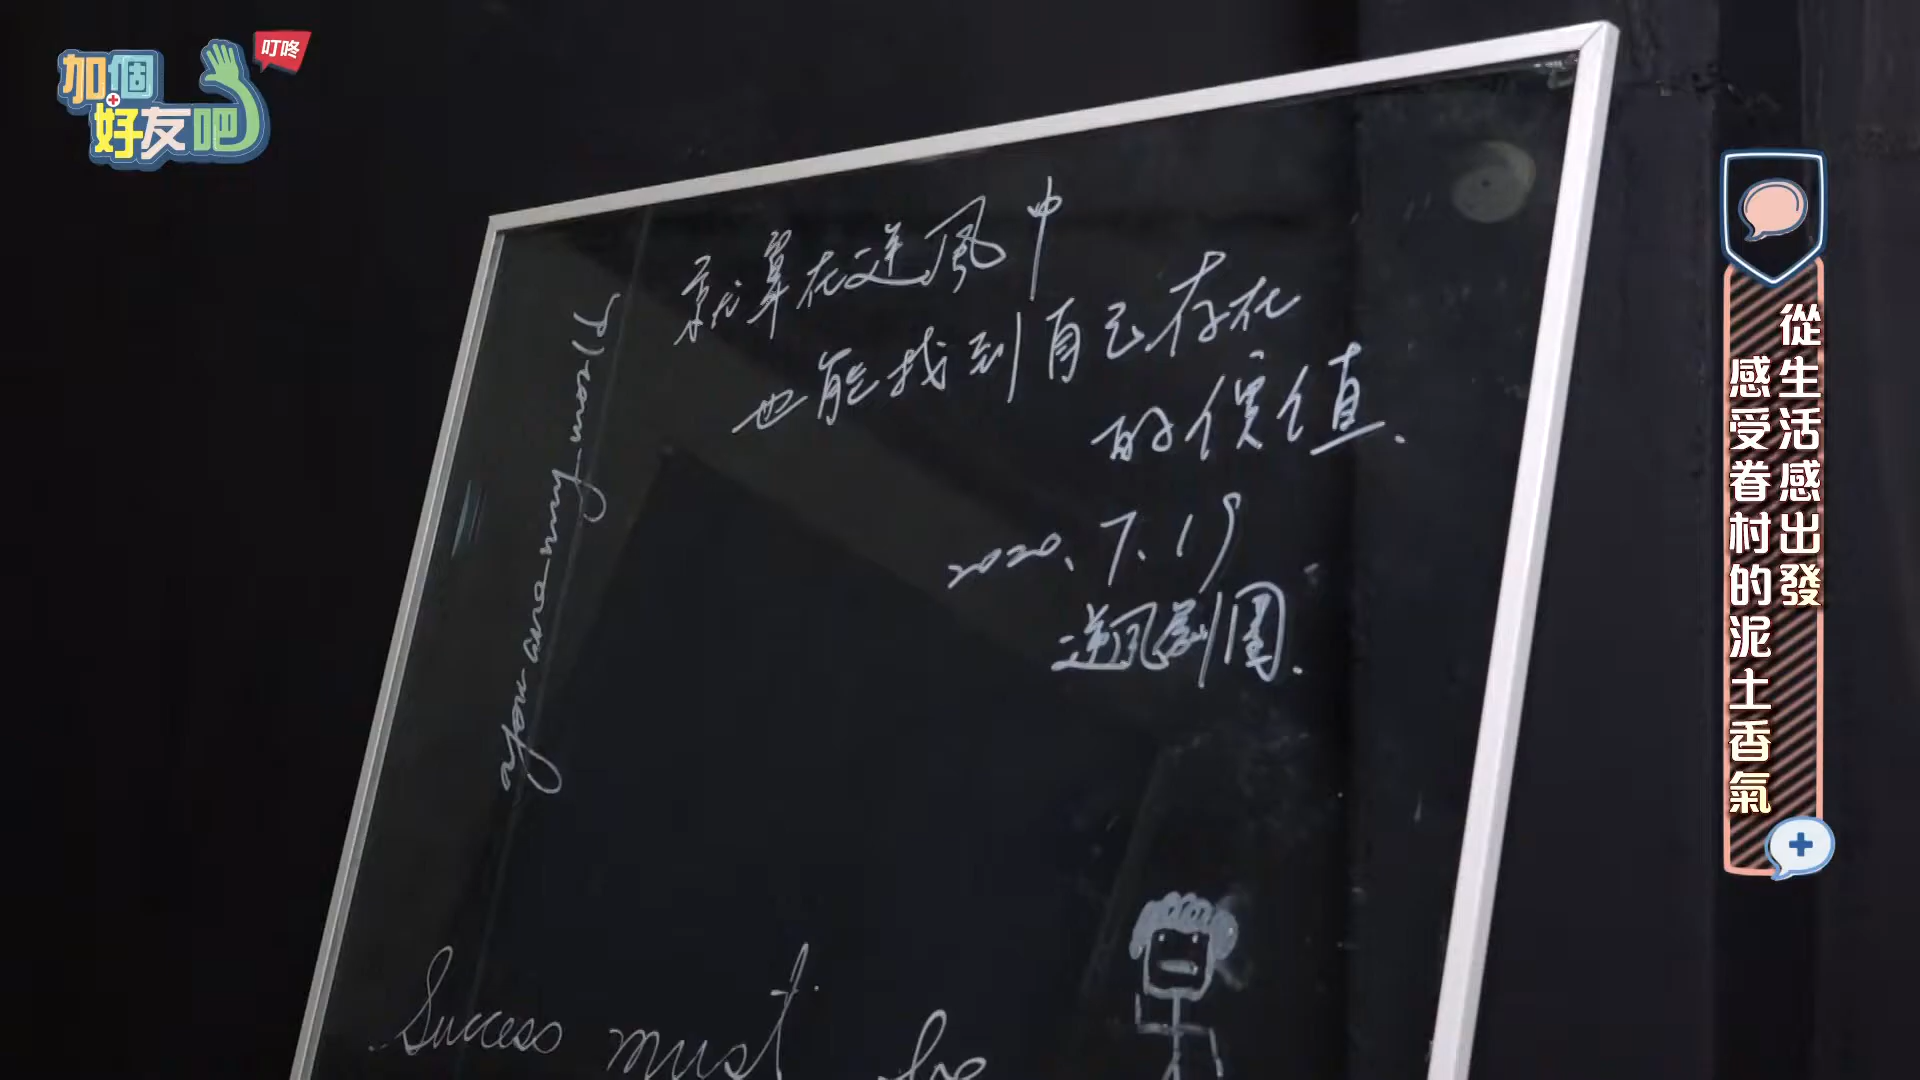 加個
好友吧
叮咚
就算在逆風中
也能找到自己存在
的價值.
2020.7.19
逆風劇團.
you are my world
Success must be
從生活感出發
感受眷村的泥土香氣